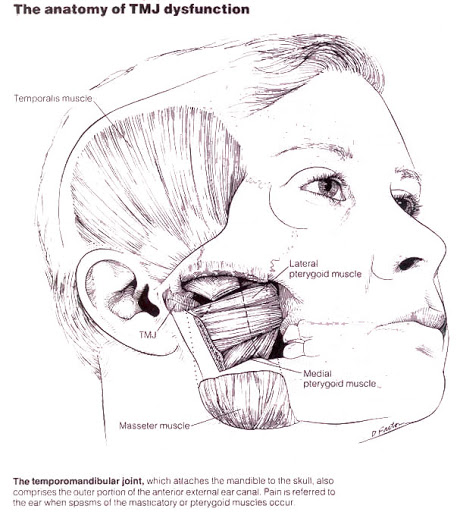 The anatomy of TMJ dysfunction
Temporalis muscle
Lateral
pterygoid muscle
TMJ
Medial
pterygoid muscle
Masseter muscle
The temporomandibular joint, which attaches the mandible to the skull, also
comprises the outer portion of the anterior external ear canal. Pain is referred to
the ear when spasms of the masticatory or pterygoid muscles occur